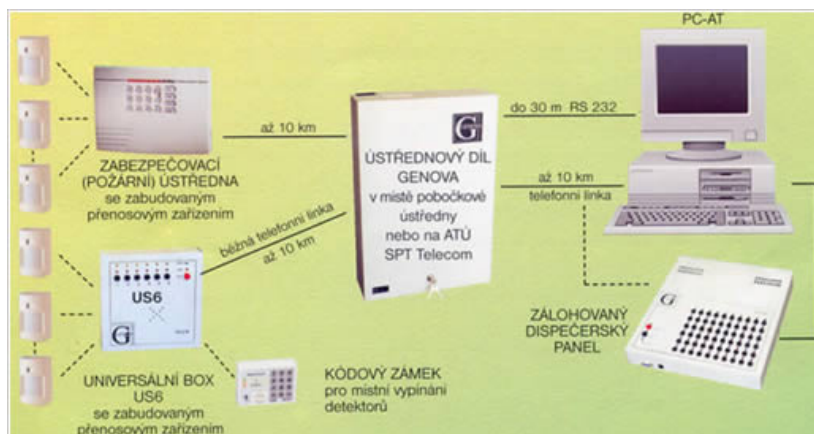 PC-AT
až 10 km
do 30 m RS 232
ZABEZPEČOVACÍ
(POŽÁRNÍ) ÚSTŘEDNA
se zabudovaným
přenosovým zařízením
G
ÚSTŘEDNOVÝ DÍL
GENOVA
v místě pobočkové
ústředny
nebo na ATÚ
SPT Telecom
až 10 km
telefonní linka
běžná telefonní linka
až 10 km
US6
G
UNIVERSÁLNÍ BOX
US6
se zabudovaným
přenosovým zařízením
KÓDOVÝ ZÁMEK
pro místní vypínání
detektorů
ZÁLOHOVANÝ
DISPEČERSKÝ
PANEL
G